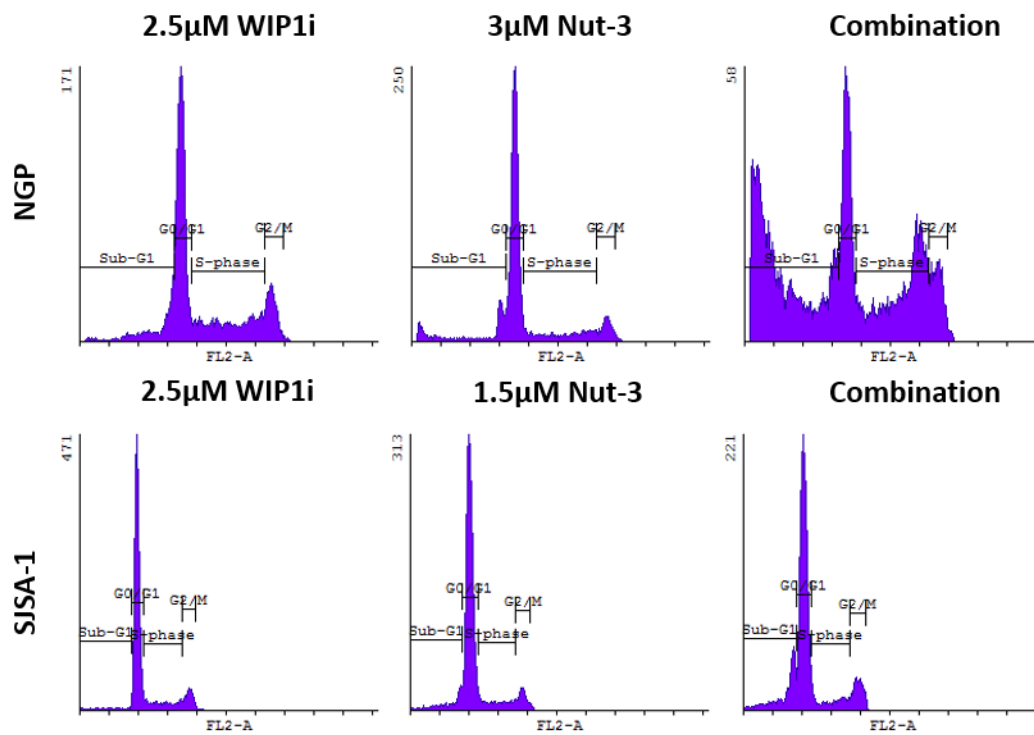 2.5µM WIP1i
3µM Nut-3
Combination
NGP
171
G0/G1
G2/M
Sub-G1
S-phase
FL2-A
250
G0/G1
G2/M
Sub-G1
S-phase
FL2-A
58
G0/G1
G2/M
Sub-G1
S-phase
FL2-A
2.5µM WIP1i
1.5µM Nut-3
Combination
SJSA-1
471
G0/G1
G2/M
Sub-G1
S-phase
FL2-A
313
G0/G1
G2/M
Sub-G1
S-phase
FL2-A
221
G0/G1
G2/M
Sub-G1
S-phase
FL2-A